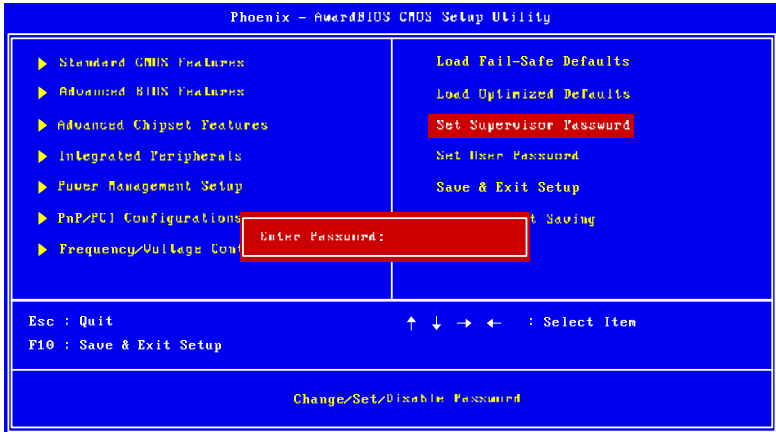 Phoenix - AwardBIOS CMOS Setup Utility
Standard CMOS Features
Advanced BIOS Features
Advanced Chipset Features
Integrated Peripherals
Power Management Setup
PnP/PCI Configurations
Frequency/Voltage Cont
Load Fail-Safe Defaults
Load Optimized Defaults
Set Supervisor Password
Set User Password
Save & Exit Setup
t Saving
Enter Password:
Esc : Quit
F10 : Save & Exit Setup
↑ ↓ → ← : Select Item
Change/Set/Disable Password